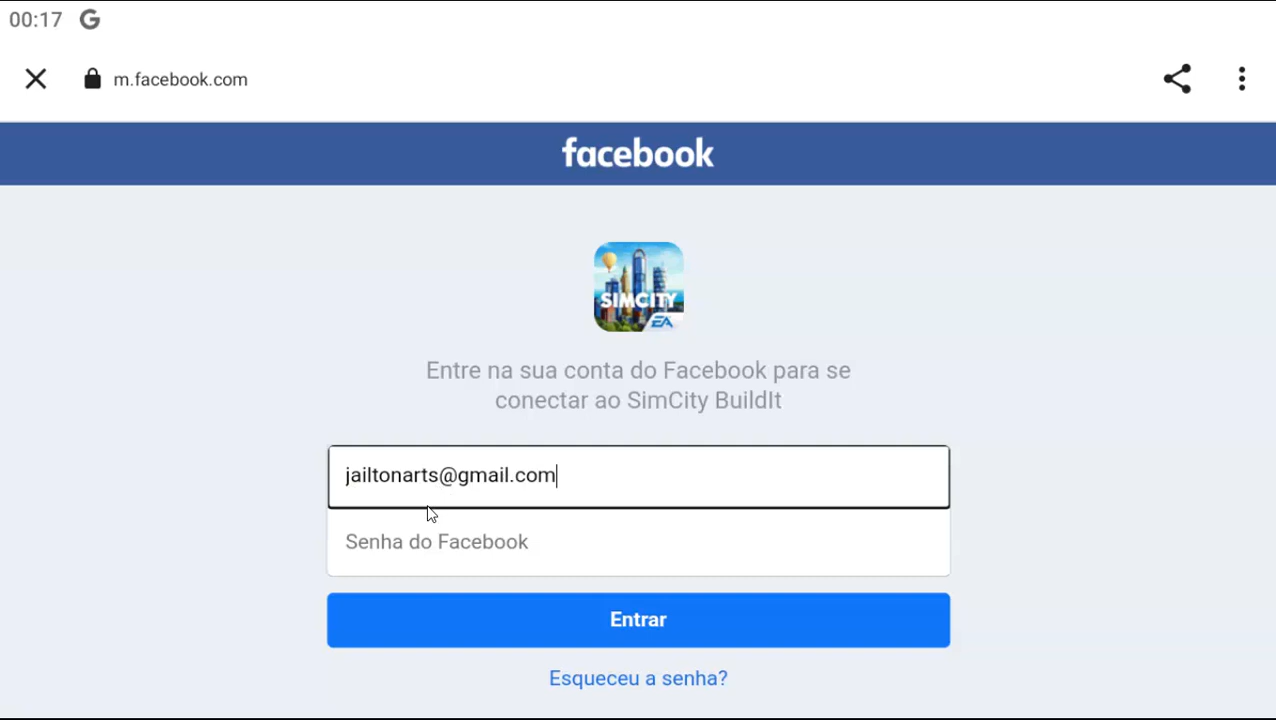 00:17 G
m.facebook.com
facebook
SIMCITY
EA
Entre na sua conta do Facebook para se
conectar ao SimCity BuildIt
jailtonarts@gmail.com
Senha do Facebook
Entrar
Esqueceu a senha?